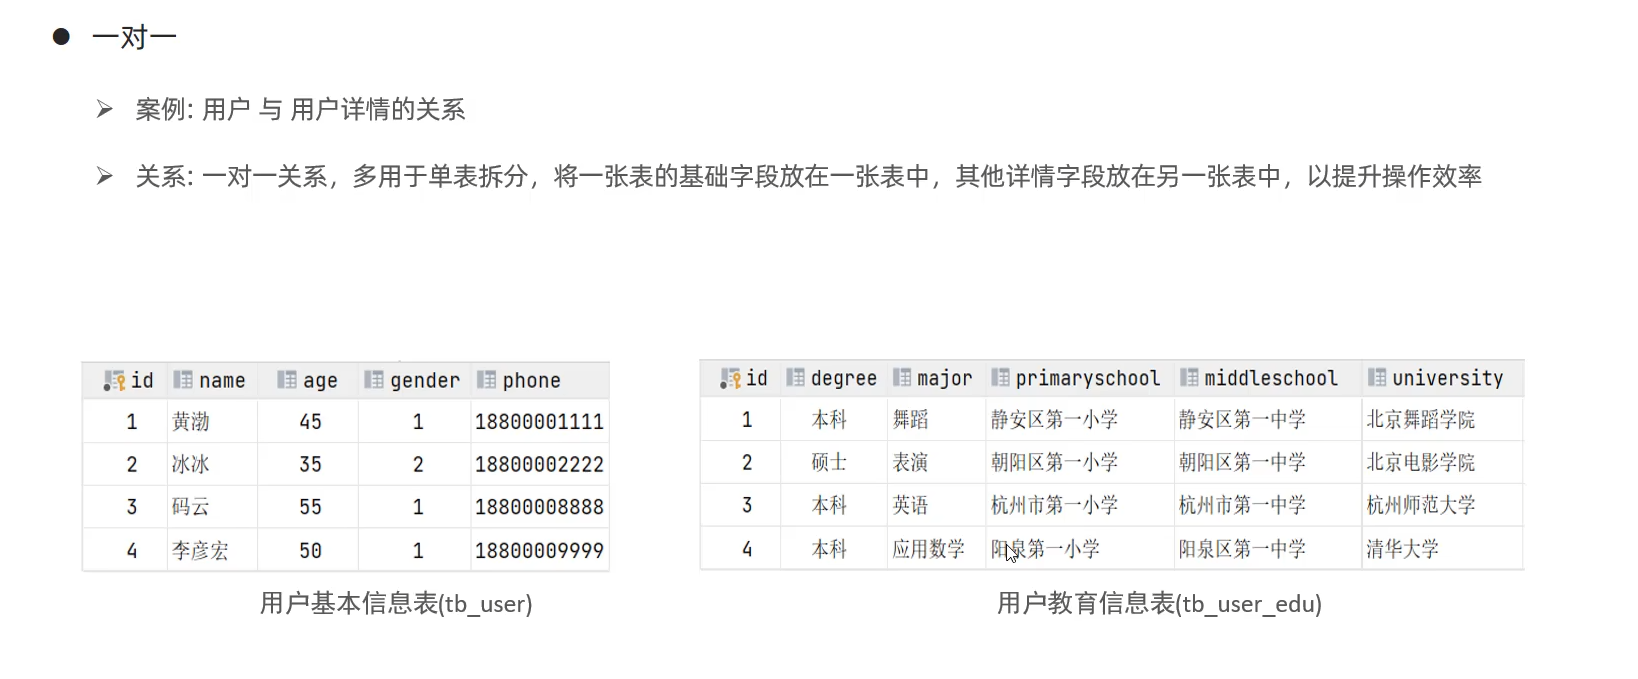 ● 一对一
➢ 案例: 用户 与 用户详情的关系
➢ 关系: 一对一关系，多用于单表拆分，将一张表的基础字段放在一张表中，其他详情字段放在另一张表中，以提升操作效率
id name age gender phone
1 黄渤 45 1 18800001111
2 冰冰 35 2 18800002222
3 码云 55 1 18800008888
4 李彦宏 50 1 18800009999
用户基本信息表(tb_user)
id degree major primaryschool middleschool university
1 本科 舞蹈 静安区第一小学 静安区第一中学 北京舞蹈学院
2 硕士 表演 朝阳区第一小学 朝阳区第一中学 北京电影学院
3 本科 英语 杭州市第一小学 杭州市第一中学 杭州师范大学
4 本科 应用数学 阳泉第一小学 阳泉区第一中学 清华大学
用户教育信息表(tb_user_edu)